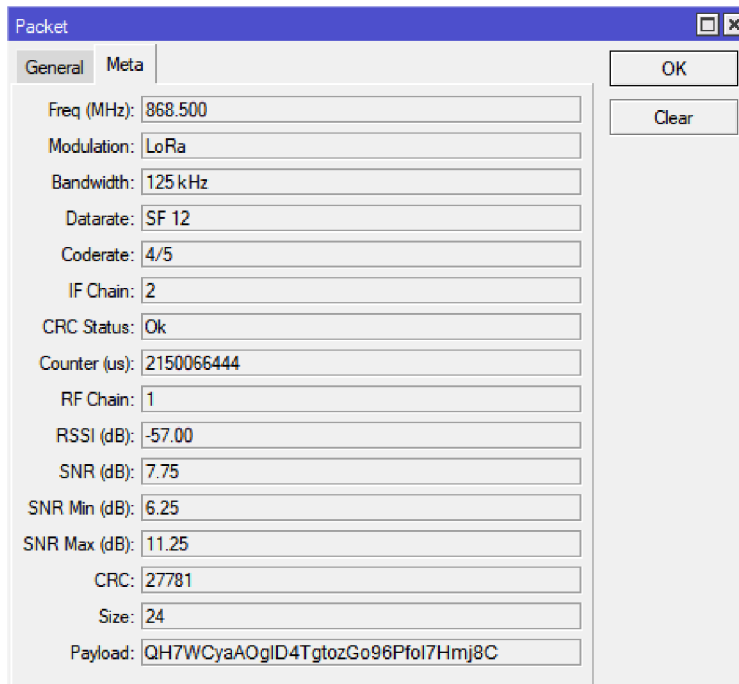 Packet
General Meta
OK
Clear
Freq (MHz): 868.500
Modulation: LoRa
Bandwidth: 125 kHz
Datarate: SF 12
Coderate: 4/5
IF Chain: 2
CRC Status: Ok
Counter (us): 2150066444
RF Chain: 1
RSSI (dB): -57.00
SNR (dB): 7.75
SNR Min (dB): 6.25
SNR Max (dB): 11.25
CRC: 27781
Size: 24
Payload: QH7WCyaAOgID4TgtozGo96Pfol7Hmj8C